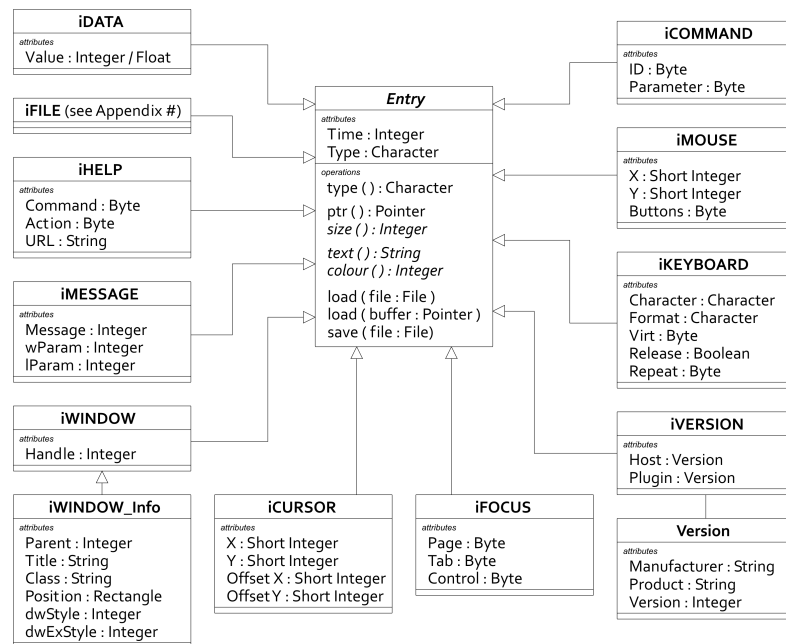 iDATA
attributes
Value : Integer / Float
iFILE (see Appendix #)
iHELP
attributes
Command : Byte
Action : Byte
URL : String
iMESSAGE
attributes
Message : Integer
wParam : Integer
lParam : Integer
iWINDOW
attributes
Handle : Integer
iWINDOW_Info
attributes
Parent : Integer
Title : String
Class : String
Position : Rectangle
dwStyle : Integer
dwExStyle : Integer
Entry
attributes
Time : Integer
Type : Character
operations
type ( ) : Character
ptr ( ) : Pointer
size ( ) : Integer
text ( ) : String
colour ( ) : Integer
load ( file : File )
load ( buffer : Pointer )
save ( file : File)
iCURSOR
attributes
X : Short Integer
Y : Short Integer
Offset X : Short Integer
Offset Y : Short Integer
iFOCUS
attributes
Page : Byte
Tab : Byte
Control : Byte
iCOMMAND
attributes
ID : Byte
Parameter : Byte
iMOUSE
attributes
X : Short Integer
Y : Short Integer
Buttons : Byte
iKEYBOARD
attributes
Character : Character
Format : Character
Virt : Byte
Release : Boolean
Repeat : Byte
iVERSION
attributes
Host : Version
Plugin : Version
Version
attributes
Manufacturer : String
Product : String
Version : Integer